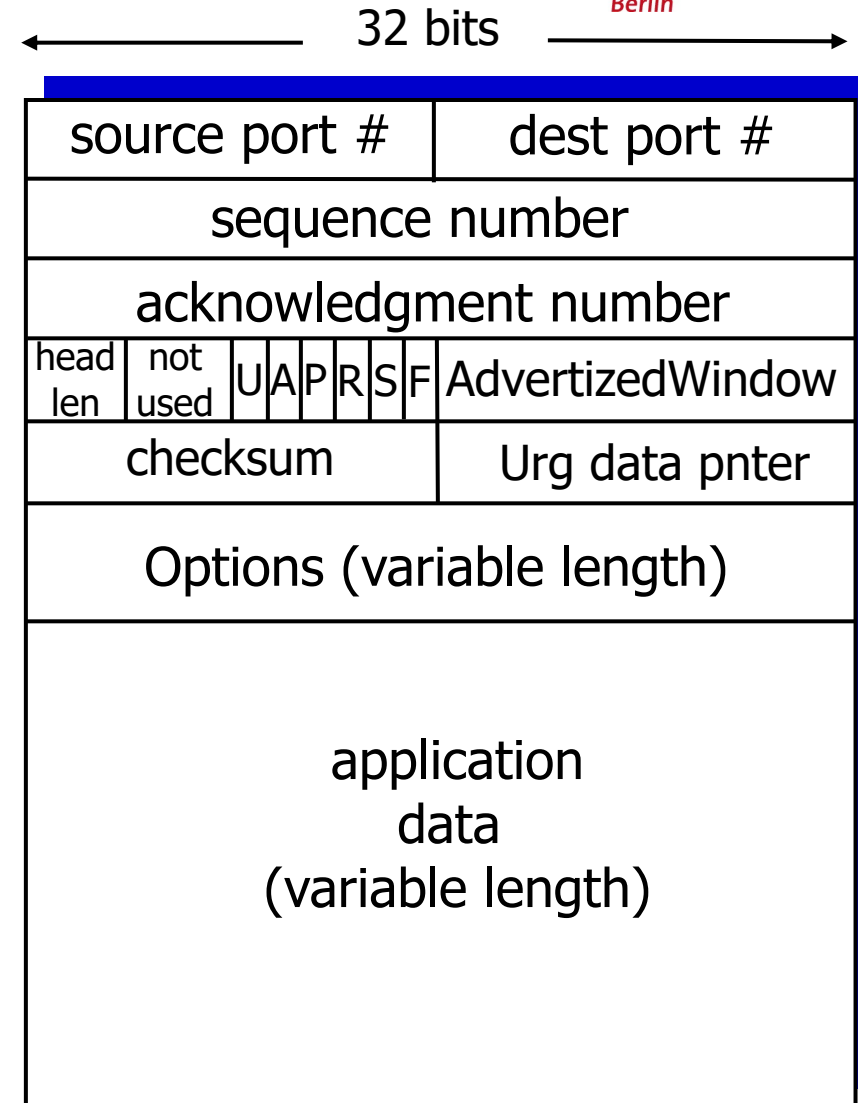 Berlin
32 bits
source port # dest port #
sequence number
acknowledgment number
head len not used U A P R S F AdvertizedWindow
checksum Urg data pnter
Options (variable length)
application
data
(variable length)